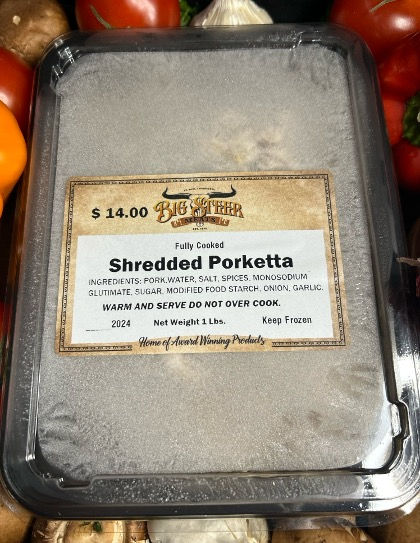 $ 14.00
BIG STEER
MEATS
Fully Cooked
Shredded Porketta
INGREDIENTS: PORK,WATER, SALT, SPICES, MONOSODIUM
GLUTIMATE, SUGAR, MODIFIED FOOD STARCH, ONION, GARLIC.
WARM AND SERVE DO NOT OVER COOK.
2024 Net Weight 1 Lbs. Keep Frozen
Home of Award Winning Products